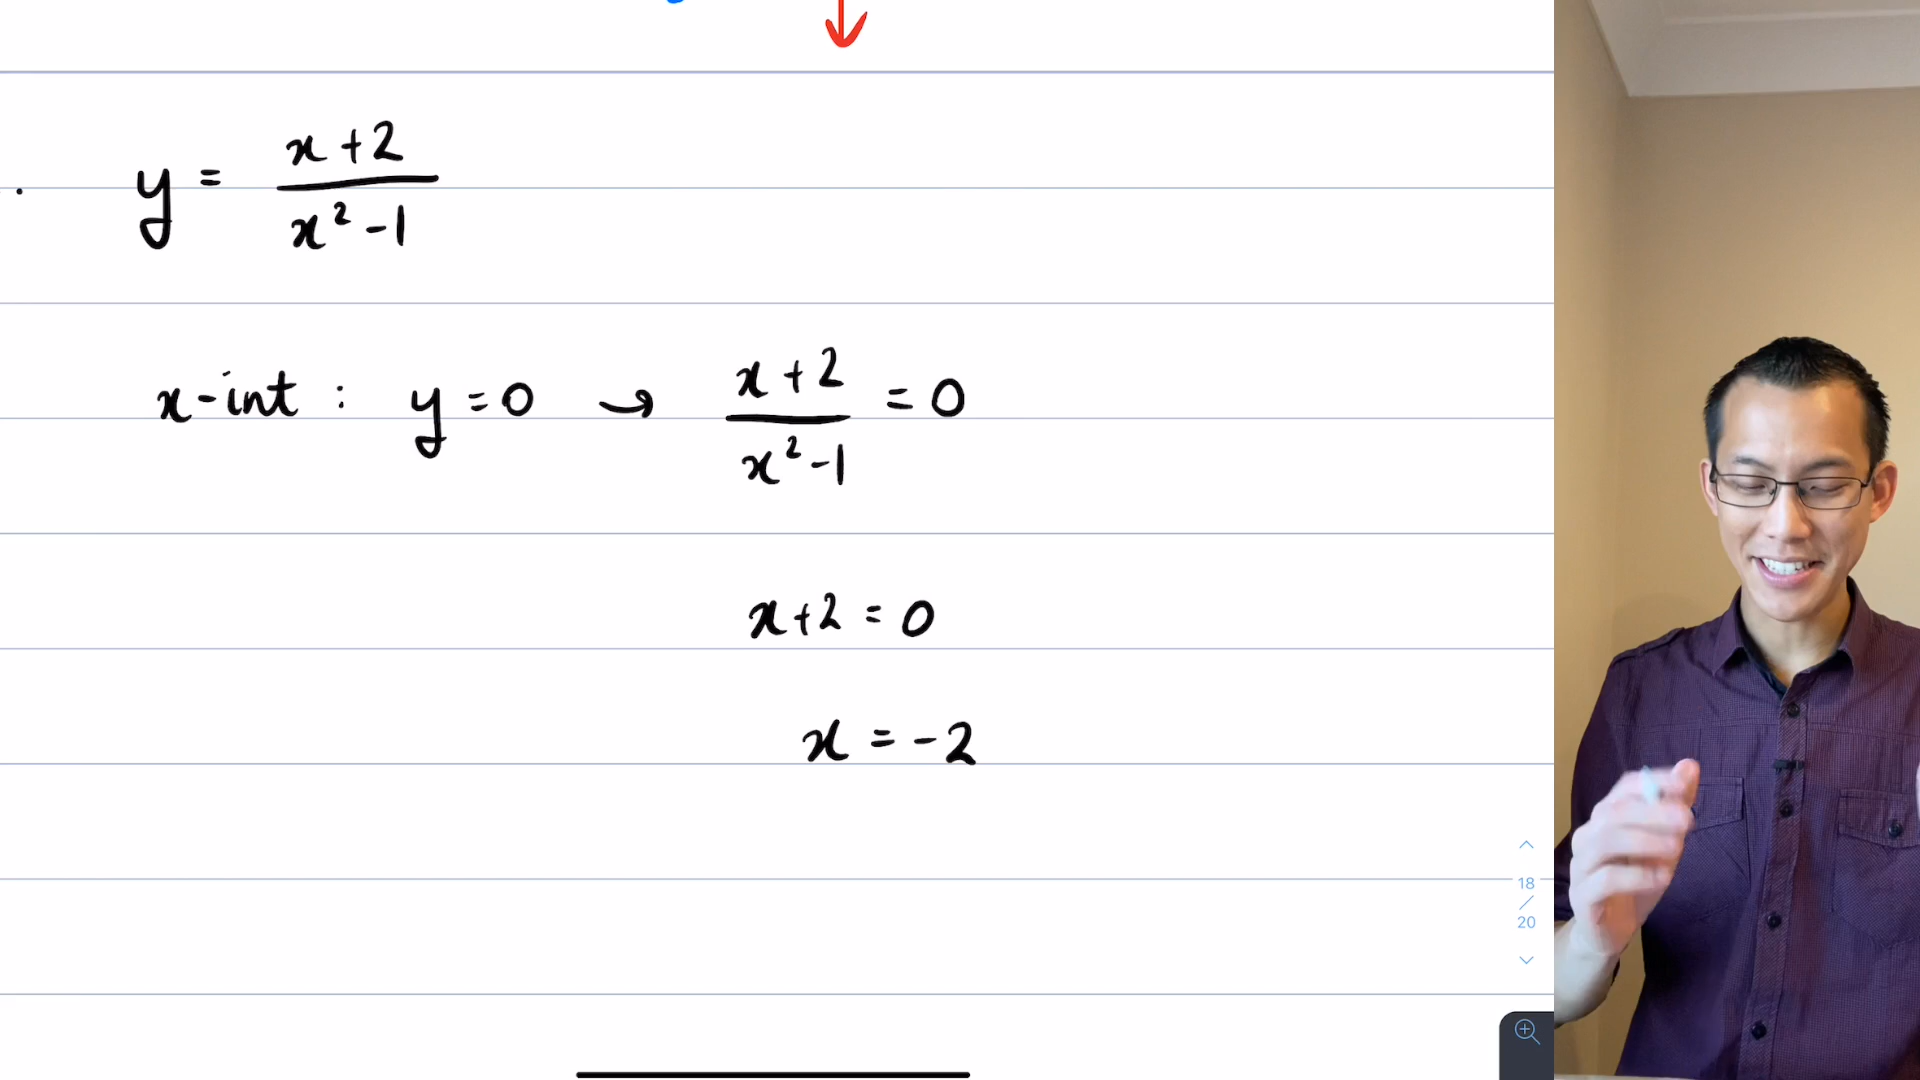 . y = x+2 / x² -1
x-int : y=0 → x+2 / x² -1 = 0
x+2 = 0
x = -2
18
/
20